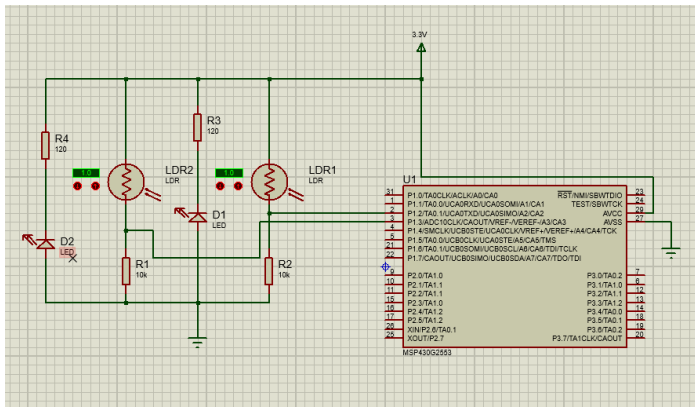 3.3V
R4
120
R3
120
1.0
LDR2
LDR
1.0
LDR1
LDR
D2
LED
D1
LED
R1
10k
R2
10k
U1
31 P1.0/TA0CLK/ACLK/A0/CA0 RST/NMI/SBWTDIO 23
1 P1.1/TA0.0/UCA0RXD/UCA0SOMI/A1/CA1 TEST/SBWTCK 24
2 P1.2/TA0.1/UCA0TXD/UCA0SIMO/A2/CA2 AVCC 29
3 P1.3/ADC10CLK/CAOUT/VREF-/VEREF-/A3/CA3 AVSS 27
4 P1.4/SMCLK/UCB0STE/UCA0CLK/VREF+/VEREF+/A4/CA4/TCK
5 P1.5/TA0.0/UCB0CLK/UCA0STE/A5/CA5/TMS
21 P1.6/TA0.1/UCB0SOMI/UCB0SCL/A6/CA6/TDI/TCLK
22 P1.7/CAOUT/UCB0SIMO/UCB0SDA/A7/CA7/TDO/TDI
9 P2.0/TA1.0 P3.0/TA0.2 7
10 P2.1/TA1.1 P3.1/TA1.0 6
11 P2.2/TA1.1 P3.2/TA1.1 12
15 P2.3/TA1.0 P3.3/TA1.2 13
16 P2.4/TA1.2 P3.4/TA0.0 14
17 P2.5/TA1.2 P3.5/TA0.1 18
26 XIN/P2.6/TA0.1 P3.6/TA0.2 19
25 XOUT/P2.7 P3.7/TA1CLK/CAOUT 20
MSP430G2553